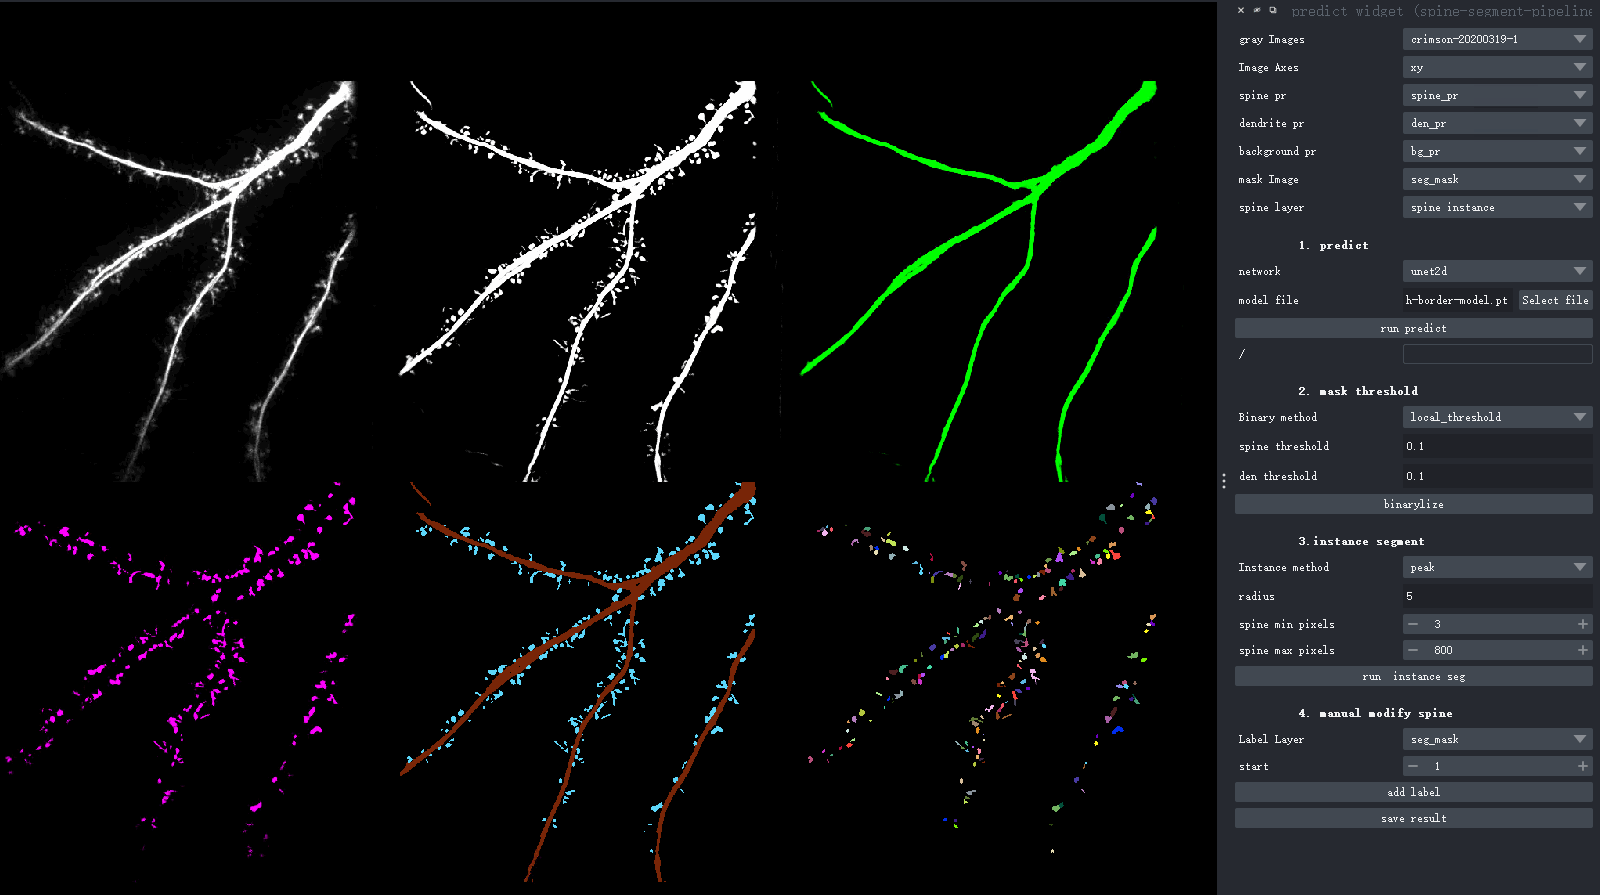 predict widget (spine-segment-pipeline
gray Images crimson-20200319-1
Image Axes xy
spine pr spine_pr
dendrite pr den_pr
background pr bg_pr
mask Image seg_mask
spine layer spine instance
1. predict
network unet2d
model file h-border-model.pt Select file
run predict
/
2. mask threshold
Binary method local_threshold
spine threshold 0.1
den threshold 0.1
binarylize
3.instance segment
Instance method peak
radius 5
spine min pixels 3
spine max pixels 800
run instance seg
4. manual modify spine
Label Layer seg_mask
start 1
add label
save result